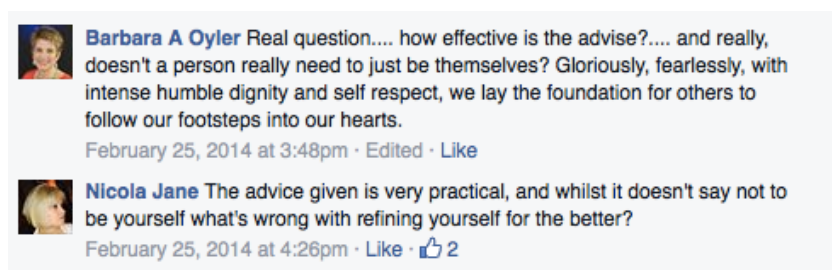 Barbara A Oyler Real question.... how effective is the advise?.... and really,
doesn't a person really need to just be themselves? Gloriously, fearlessly, with
intense humble dignity and self respect, we lay the foundation for others to
follow our footsteps into our hearts.
February 25, 2014 at 3:48pm · Edited · Like
Nicola Jane The advice given is very practical, and whilst it doesn't say not to
be yourself what's wrong with refining yourself for the better?
February 25, 2014 at 4:26pm · Like · 2